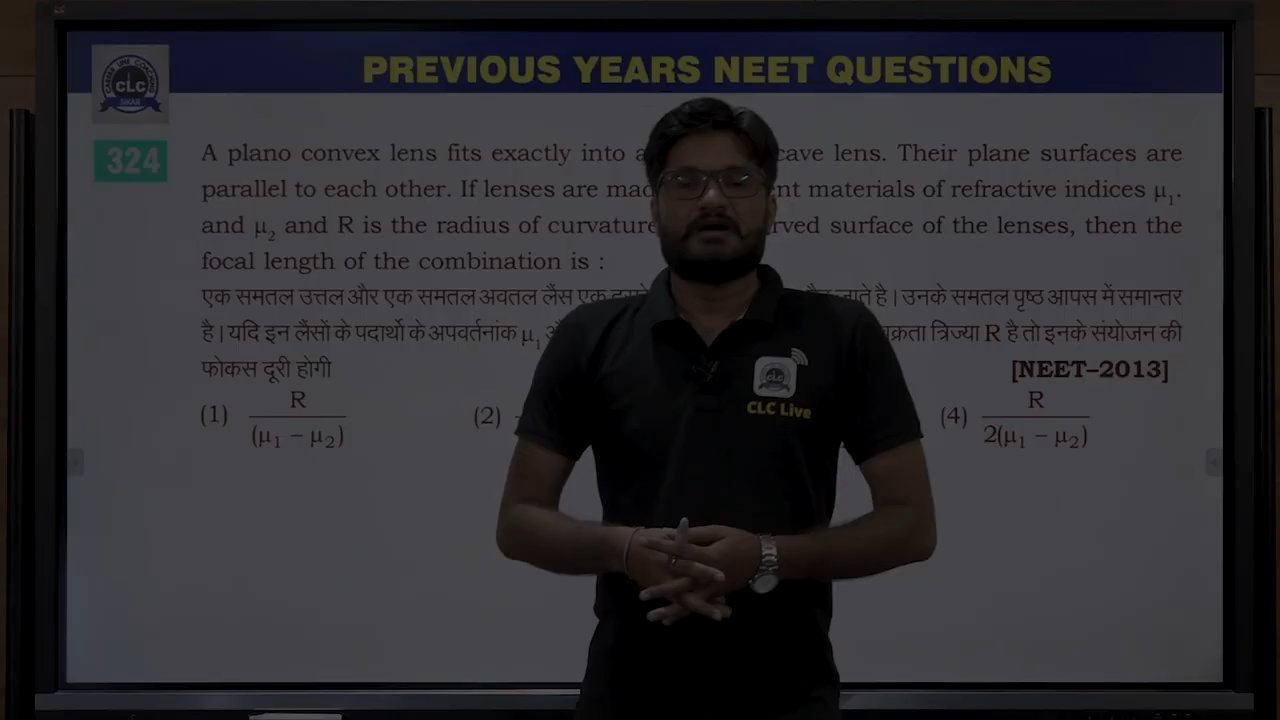 PREVIOUS YEARS NEET QUESTIONS
CLC
SIKAR
324
A plano convex lens fits exactly into a cave lens. Their plane surfaces are
parallel to each other. If lenses are materials of refractive indices μ₁.
and μ₂ and R is the radius of curvature surface of the lenses, then the
focal length of the combination is :
एक समतल उत्तल और एक समतल अवतल लैंस एक जाते है। उनके समतल पृष्ठ आपस में समान्तर
है। यदि इन लैंसों के पदार्थो के अपवर्तनांक μ₁ वक्रता त्रिज्या R है तो इनके संयोजन की
फोकस दूरी होगी [NEET–2013]
(1) R/(μ₁ − μ₂) (2) (4) R/2(μ₁ − μ₂)
CLC Live